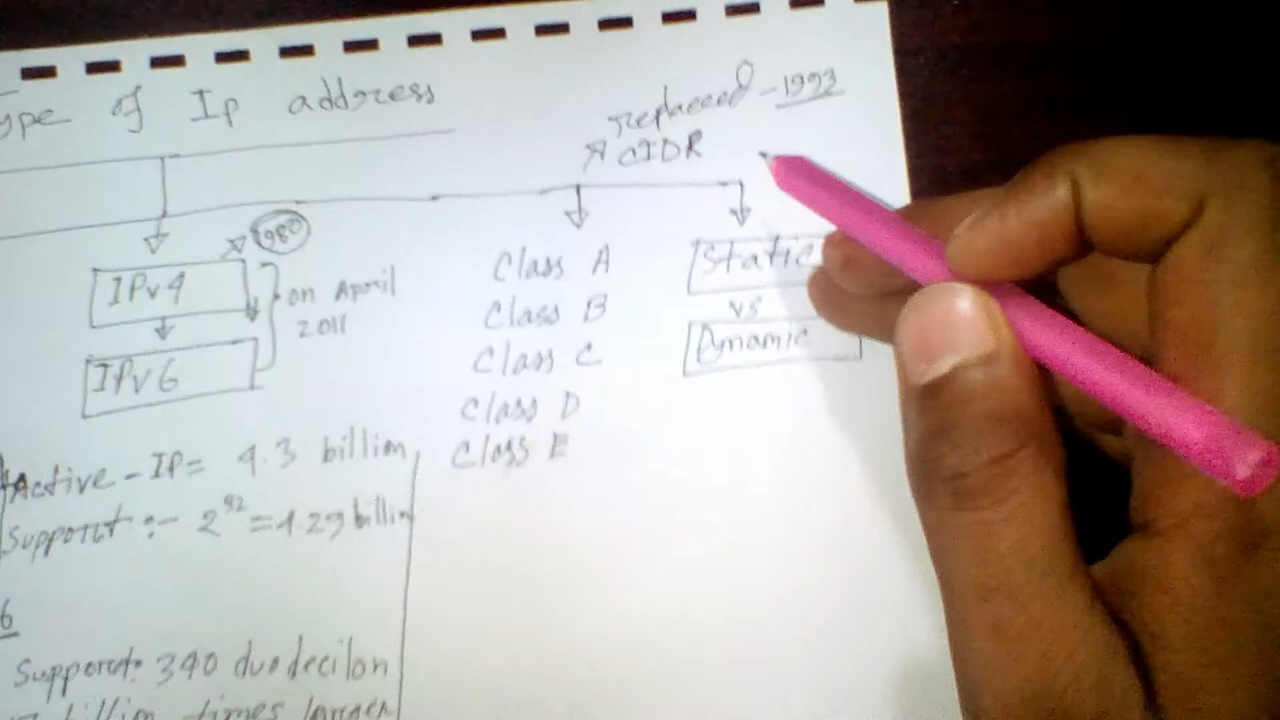 ype of Ip address
replaced - 1993
CIDR
1980
IPv4
IPv6
on April
2011
Class A
Class B
Class C
Class D
Class E
Static
vs
Dynamic
Active - IP = 4.3 billion
Support :- 2^32 = 4.29 billion
6
Support: 340 duodecilon
billion times larger